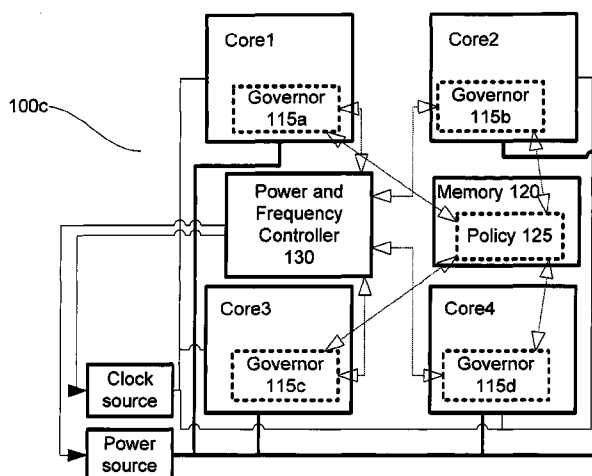 Core1
Governor
115a
Core2
Governor
115b
100c
Power and
Frequency
Controller
130
Memory 120
Policy 125
Core3
Governor
115c
Core4
Governor
115d
Clock
source
Power
source